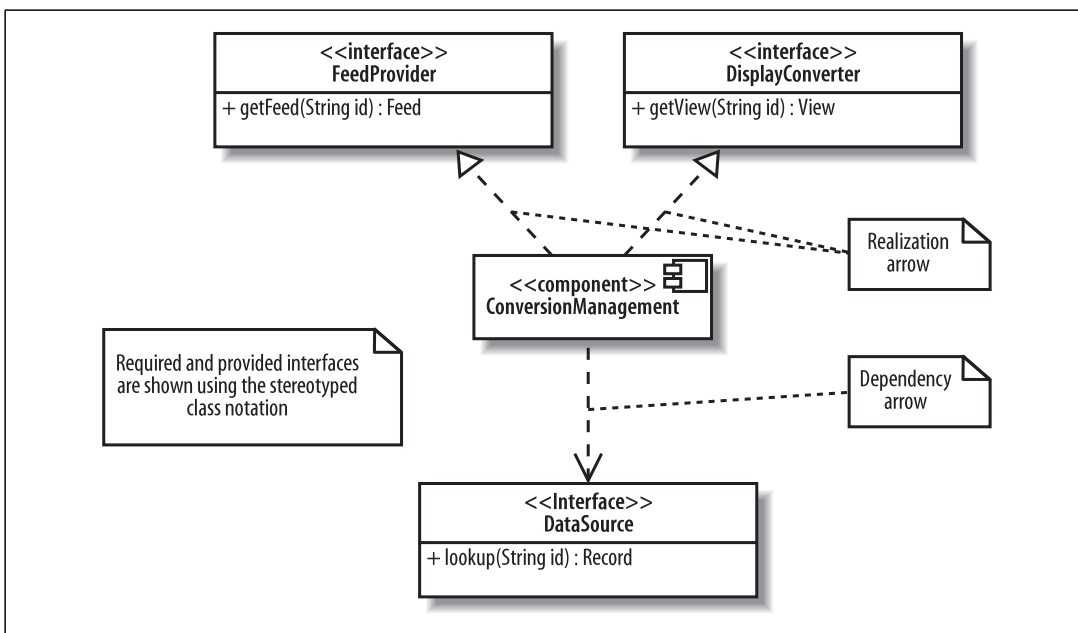 <<interface>>
FeedProvider
+ getFeed(String id) : Feed
<<interface>>
DisplayConverter
+ getView(String id) : View
Realization
arrow
<<component>>
ConversionManagement
Required and provided interfaces
are shown using the stereotyped
class notation
Dependency
arrow
<<Interface>>
DataSource
+ lookup(String id) : Record